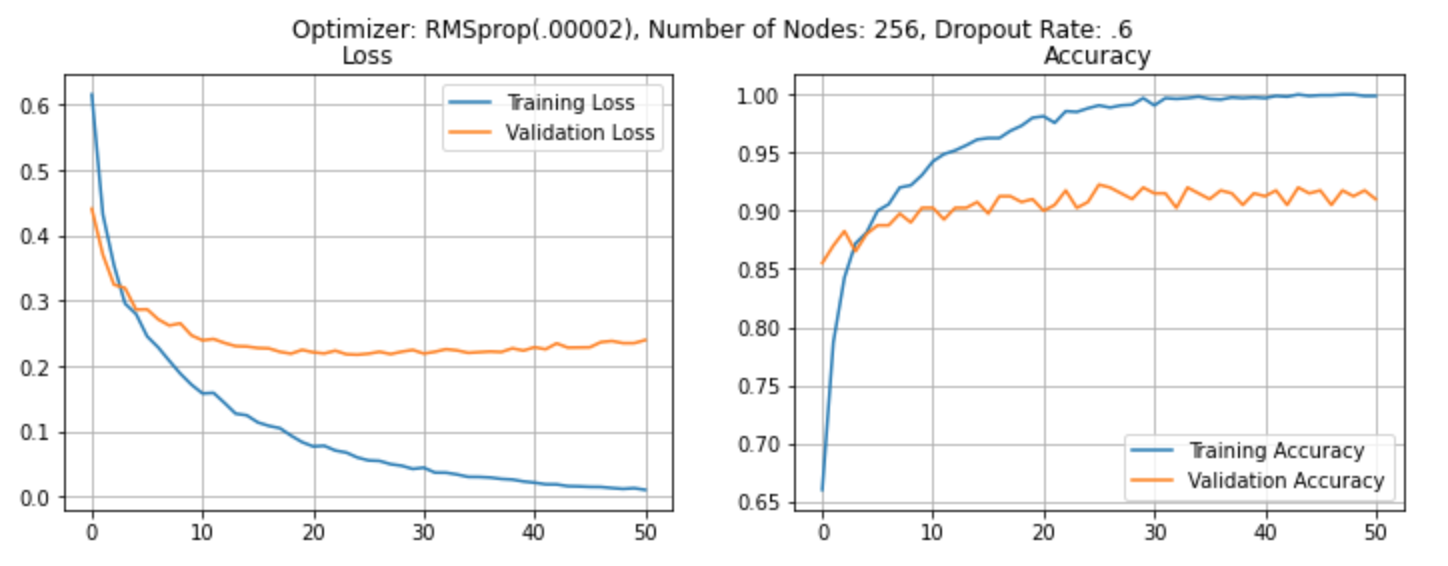 Optimizer: RMSprop(.00002), Number of Nodes: 256, Dropout Rate: .6
Loss
0.6
0.5
0.4
0.3
0.2
0.1
0.0
0 10 20 30 40 50
Training Loss
Validation Loss
Accuracy
1.00
0.95
0.90
0.85
0.80
0.75
0.70
0.65
0 10 20 30 40 50
Training Accuracy
Validation Accuracy